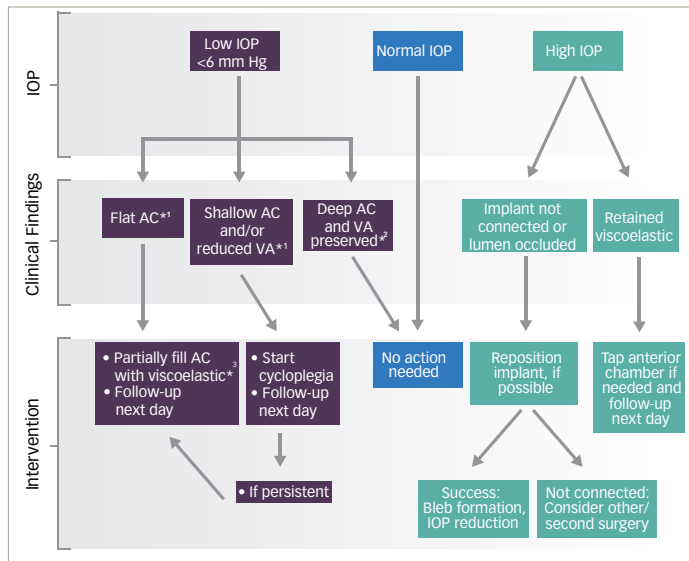 IOP
Low IOP
<6 mm Hg
Normal IOP
High IOP
Clinical Findings
Flat AC*¹
Shallow AC
and/or
reduced VA*¹
Deep AC
and VA
preserved*²
Implant not
connected or
lumen occluded
Retained
viscoelastic
Intervention
• Partially fill AC
with viscoelastic*³
• Follow-up
next day
• Start
cycloplegia
• Follow-up
next day
No action
needed
Reposition
implant, if
possible
Tap anterior
chamber if
needed and
follow-up
next day
• If persistent
Success:
Bleb formation,
IOP reduction
Not connected:
Consider other/
second surgery